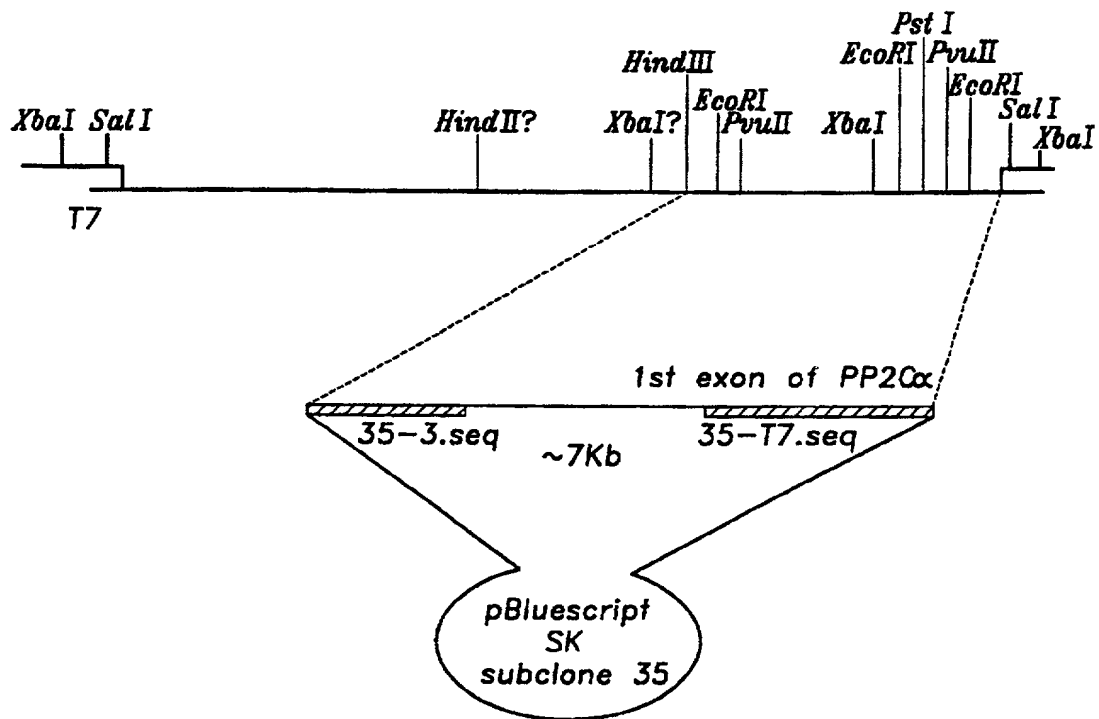 Pst I
EcoRI PvuII
HindIII
EcoRI EcoRI
XbaI SalI HindII? XbaI? PvuII XbaI SalI
XbaI
T7
1st exon of PP2Cα
35-3.seq 35-T7.seq
~7Kb
pBluescript
SK
subclone 35